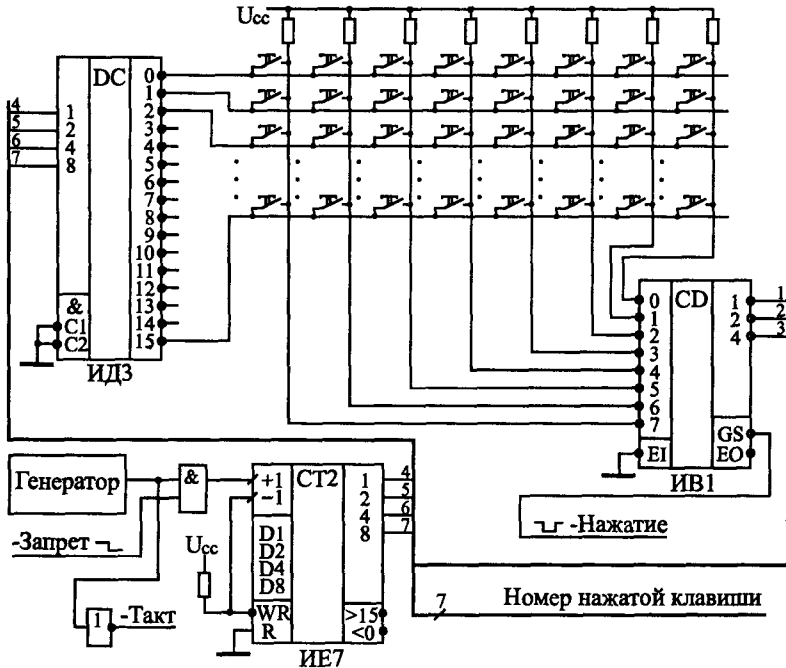 Ucc
DC
0
1
2
3
4
5
6
7
8
9
10
11
12
13
14
15
4
5
6
7
1
2
4
8
&
C1
C2
ИД3
0
1
2
3
4
5
6
7
CD
1
2
4
1
2
3
EI
GS
EO
ИВ1
Генератор
&
-Запрет
Ucc
1
-Такт
+1
-1
CT2
D1
D2
D4
D8
WR
R
1
2
4
8
>15
<0
4
5
6
7
ИЕ7
-Нажатие
7
Номер нажатой клавиши